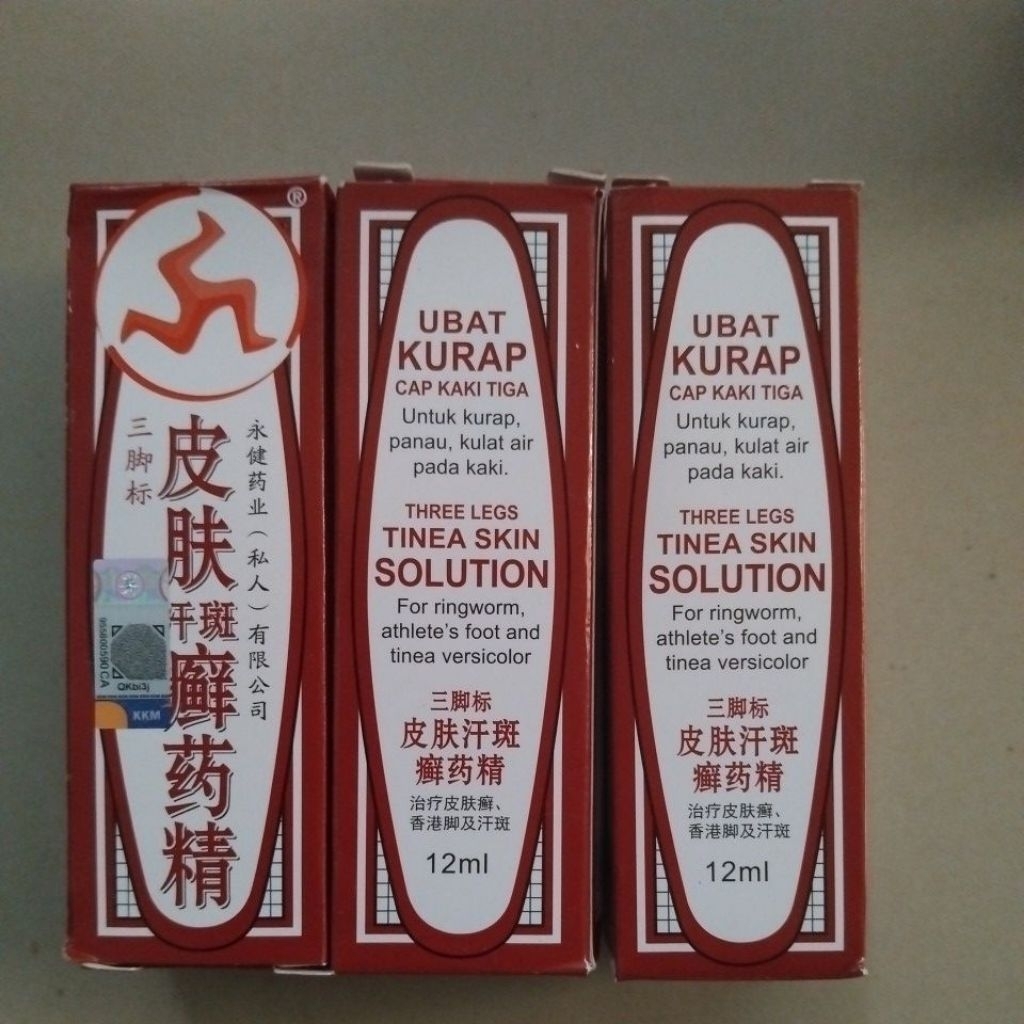 ®
三脚标
皮肤
汗斑
癣药精
永健药业(私人)有限公司
QKbi3j
KKM
UBAT
KURAP
CAP KAKI TIGA
Untuk kurap,
panau, kulat air
pada kaki.
THREE LEGS
TINEA SKIN
SOLUTION
For ringworm,
athlete's foot and
tinea versicolor
三脚标
皮肤汗斑
癣药精
治疗皮肤癣、
香港脚及汗斑
12ml
UBAT
KURAP
CAP KAKI TIGA
Untuk kurap,
panau, kulat air
pada kaki.
THREE LEGS
TINEA SKIN
SOLUTION
For ringworm,
athlete's foot and
tinea versicolor
三脚标
皮肤汗斑
癣药精
治疗皮肤癣、
香港脚及汗斑
12ml